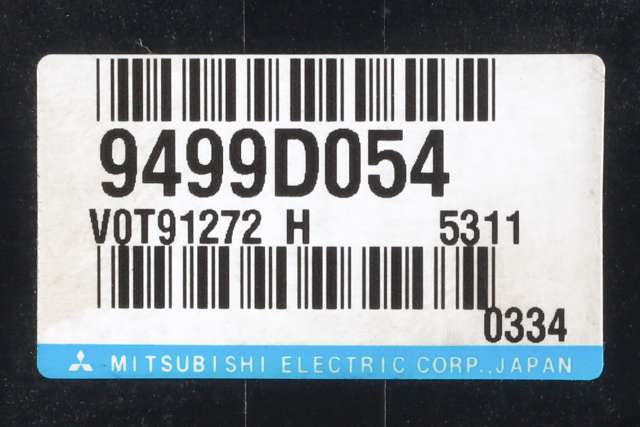 9499D054
V0T91272 H 5311
0334
MITSUBISHI ELECTRIC CORP.,JAPAN